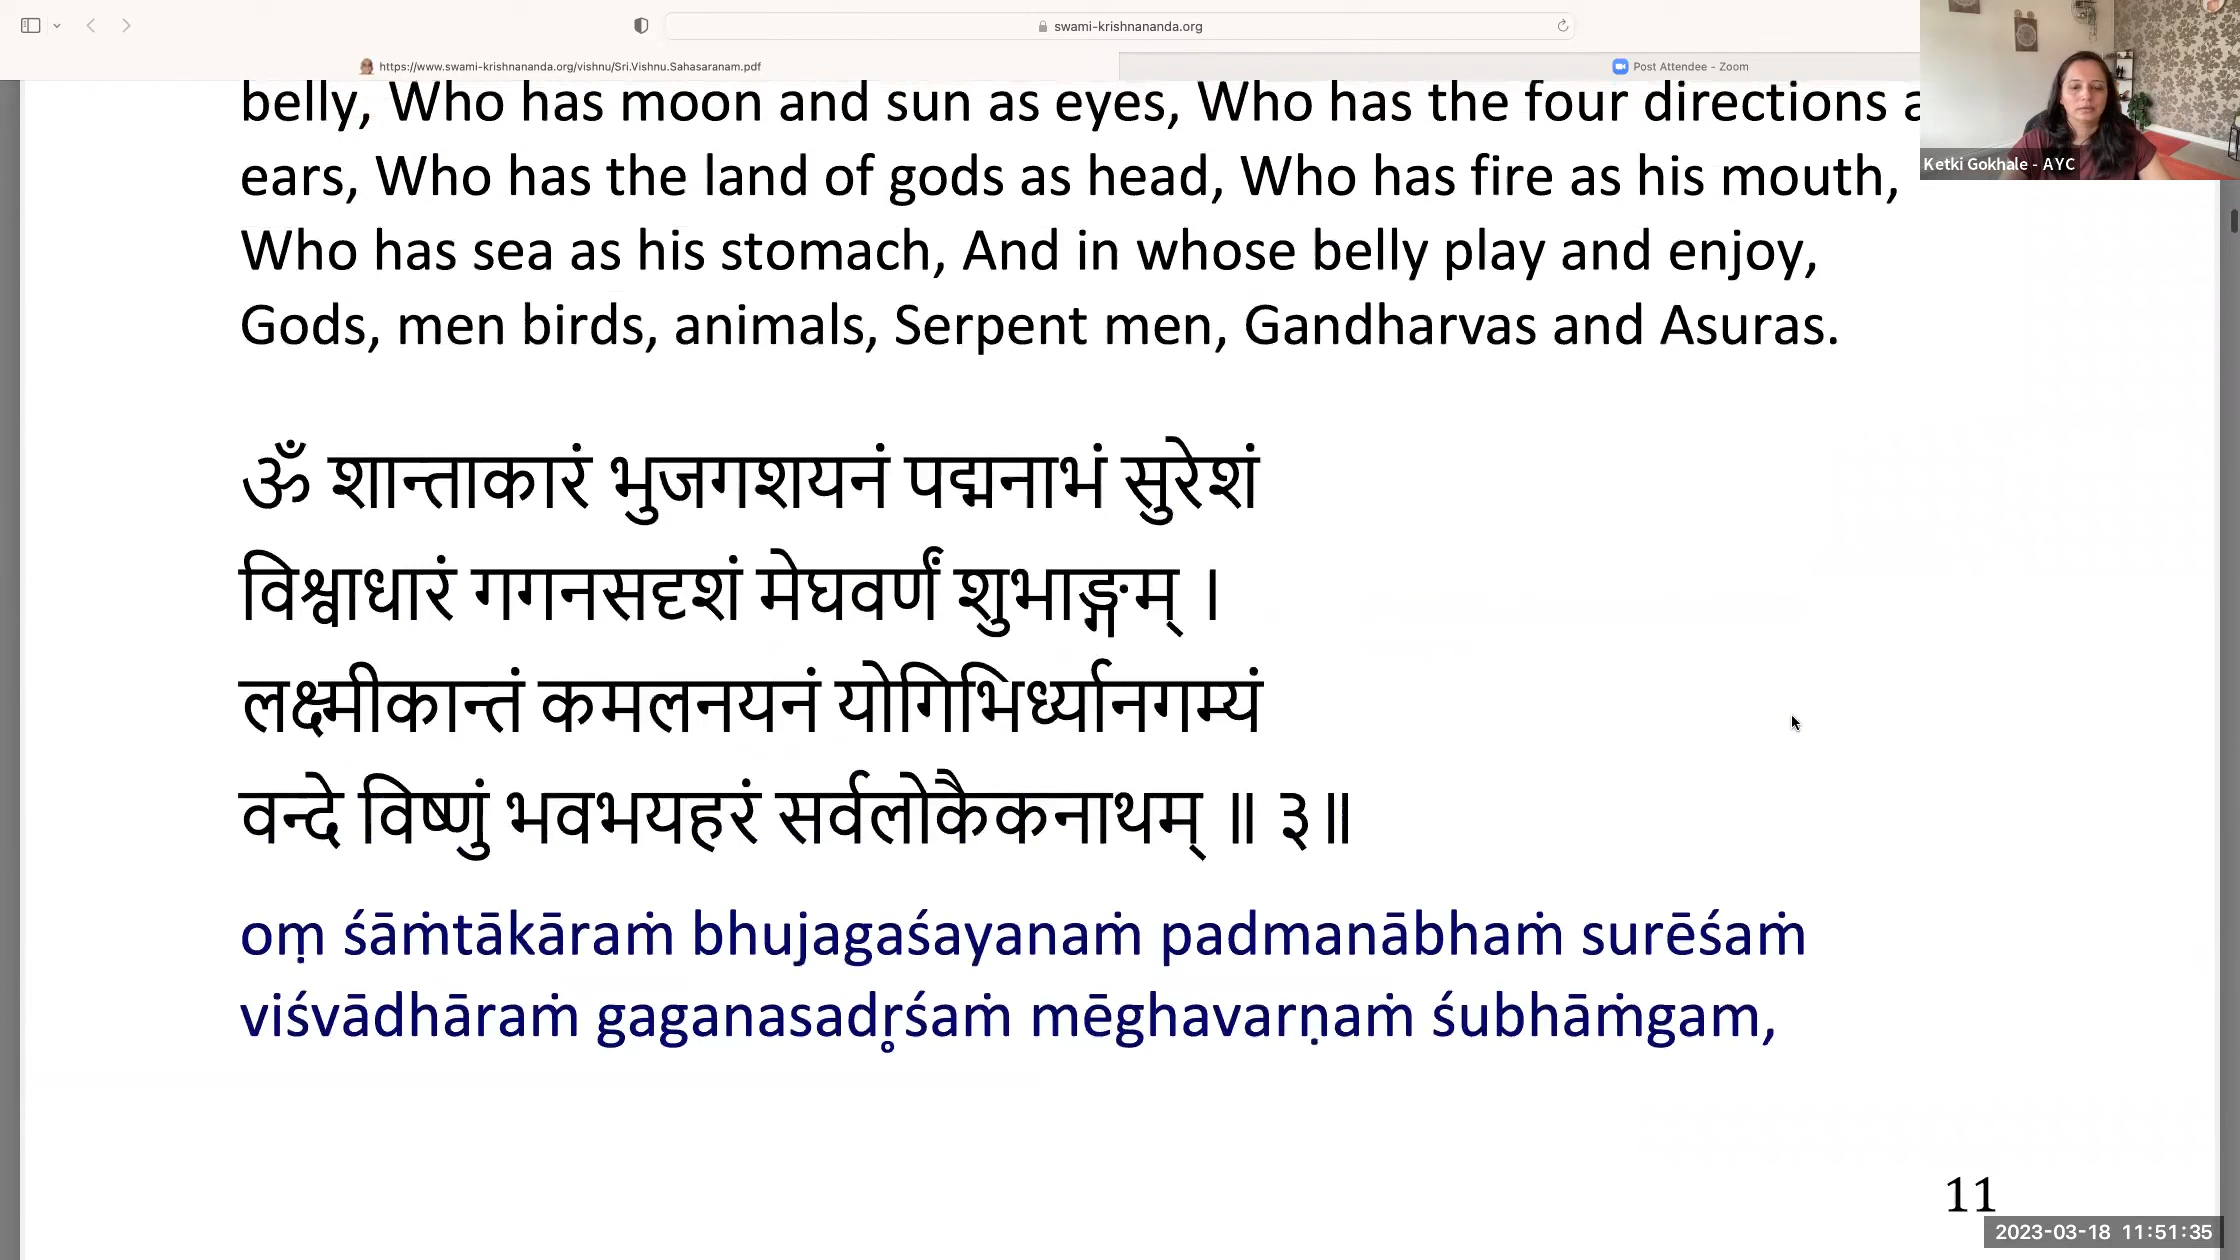 swami-krishnananda.org
https://www.swami-krishnananda.org/vishnu/Sri.Vishnu.Sahasaranam.pdf
Post Attendee - Zoom
Ketki Gokhale - AYC
belly, Who has moon and sun as eyes, Who has the four directions a
ears, Who has the land of gods as head, Who has fire as his mouth,
Who has sea as his stomach, And in whose belly play and enjoy,
Gods, men birds, animals, Serpent men, Gandharvas and Asuras.
ॐ शान्ताकारं भुजगशयनं पद्मनाभं सुरेशं
विश्वाधारं गगनसदृशं मेघवर्णं शुभाङ्गम् ।
लक्ष्मीकान्तं कमलनयनं योगिभिर्ध्यानगम्यं
वन्दे विष्णुं भवभयहरं सर्वलोकैकनाथम् ॥ ३॥
oṃ śāṁtākāraṁ bhujagaśayanaṁ padmanābhaṁ surēśaṁ
viśvādhāraṁ gaganasadr̥śaṁ mēghavarṇaṁ śubhāṁgam,
11
2023-03-18 11:51:35